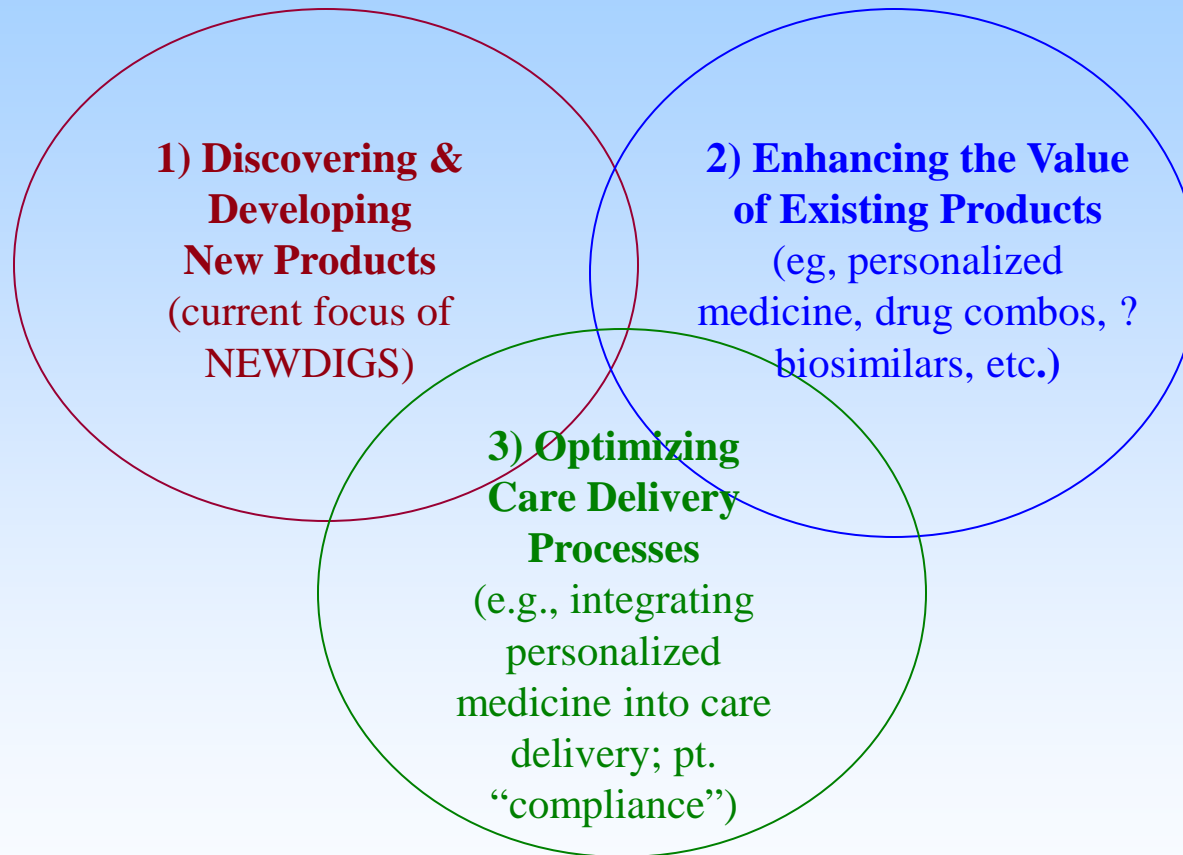 1) Discovering &
Developing
New Products
(current focus of
NEWDIGS)
2) Enhancing the Value
of Existing Products
(eg, personalized
medicine, drug combos, ?
biosimilars, etc.)
3) Optimizing
Care Delivery
Processes
(e.g., integrating
personalized
medicine into care
delivery; pt.
“compliance”)